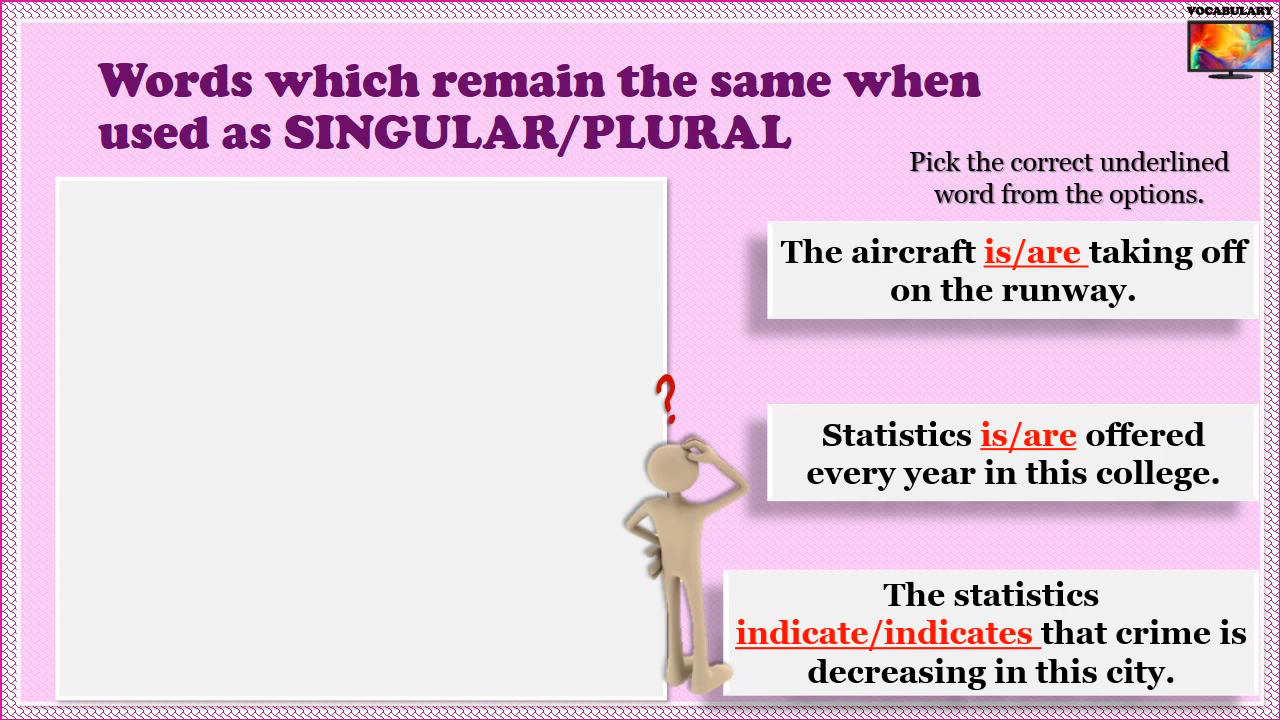 VOCABULARY
Words which remain the same when
used as SINGULAR/PLURAL
Pick the correct underlined
word from the options.
The aircraft is/are taking off
on the runway.
Statistics is/are offered
every year in this college.
?
The statistics
indicate/indicates that crime is
decreasing in this city.